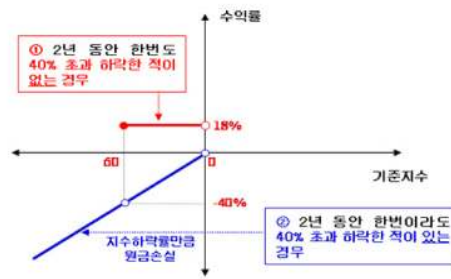 수익률
① 2년 동안 한번도
40% 초과 하락한 적이
없는 경우
18%
60
0
기준지수
-40%
지수하락률만큼
원금손실
② 2년 동안 한번이라도
40% 초과 하락한 적이 있는
경우